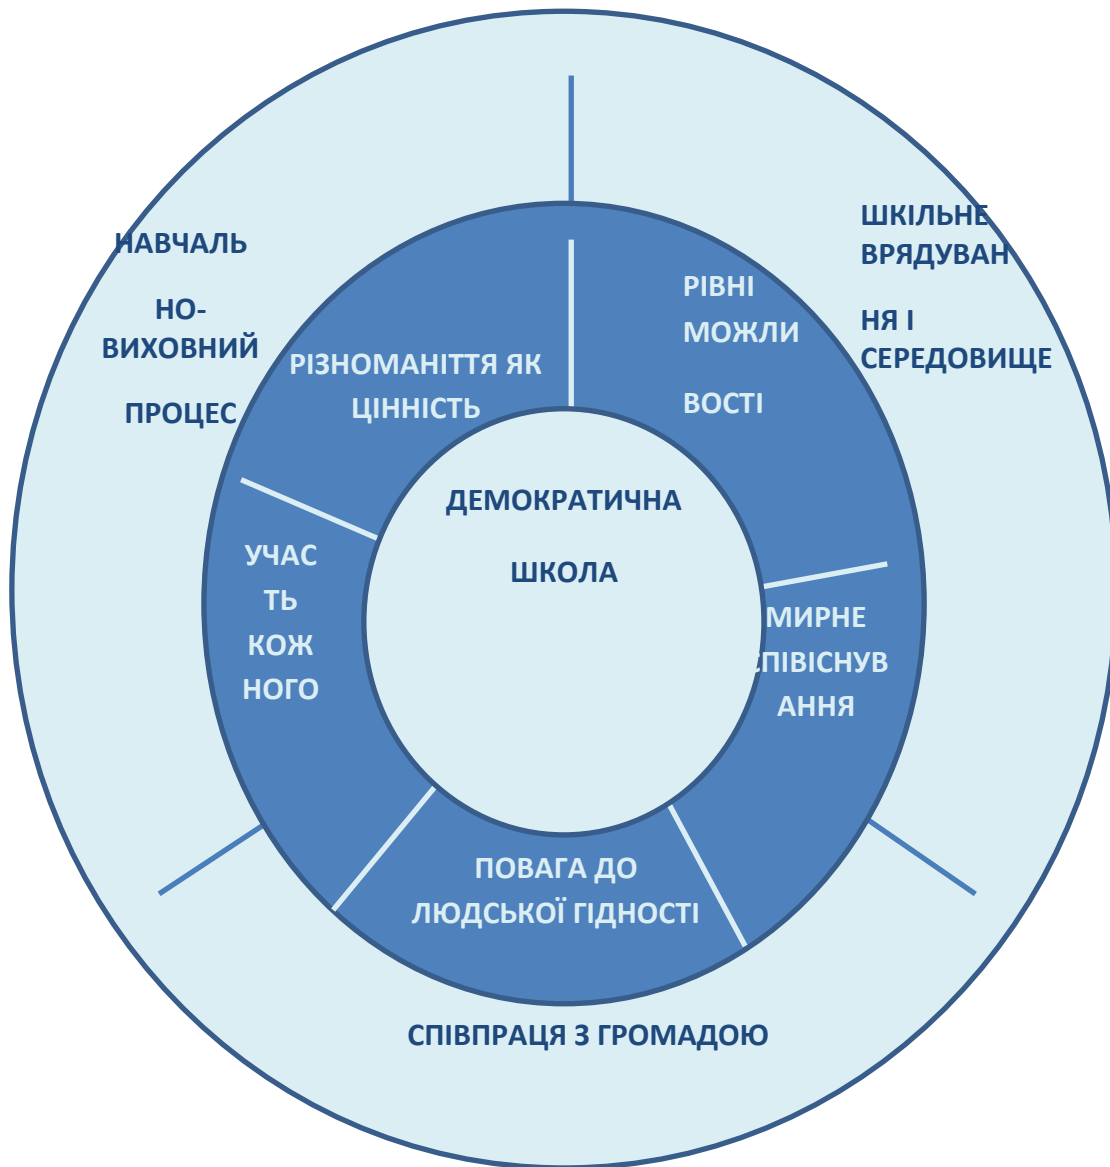 НАВЧАЛЬ
НО-
ВИХОВНИЙ
ПРОЦЕС
ШКІЛЬНЕ
ВРЯДУВАН
НЯ І
СЕРЕДОВИЩЕ
РІЗНОМАНІТТЯ ЯК
ЦІННІСТЬ
РІВНІ
МОЖЛИ
ВОСТІ
ДЕМОКРАТИЧНА
ШКОЛА
УЧАС
ТЬ
КОЖ
НОГО
МИРНЕ
СПІВІСНУВ
АННЯ
ПОВАГА ДО
ЛЮДСЬКОЇ ГІДНОСТІ
СПІВПРАЦЯ З ГРОМАДОЮ